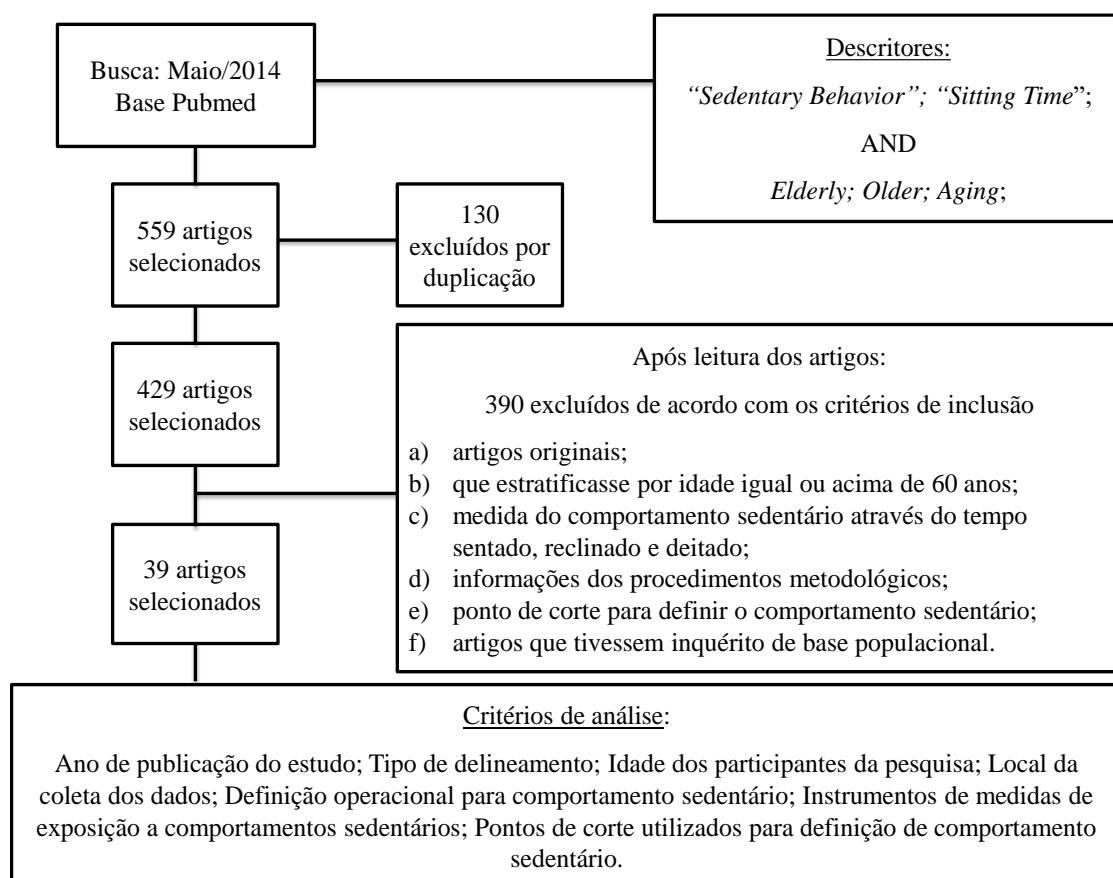 Busca: Maio/2014
Base Pubmed
Descritores:
“Sedentary Behavior”; “Sitting Time”;
AND
Elderly; Older; Aging;
559 artigos
selecionados
130
excluídos por
duplicação
429 artigos
selecionados
Após leitura dos artigos:
390 excluídos de acordo com os critérios de inclusão
a) artigos originais;
b) que estratificasse por idade igual ou acima de 60 anos;
c) medida do comportamento sedentário através do tempo
sentado, reclinado e deitado;
d) informações dos procedimentos metodológicos;
e) ponto de corte para definir o comportamento sedentário;
f) artigos que tivessem inquérito de base populacional.
39 artigos
selecionados
Critérios de análise:
Ano de publicação do estudo; Tipo de delineamento; Idade dos participantes da pesquisa; Local da
coleta dos dados; Definição operacional para comportamento sedentário; Instrumentos de medidas de
exposição a comportamentos sedentários; Pontos de corte utilizados para definição de comportamento
sedentário.